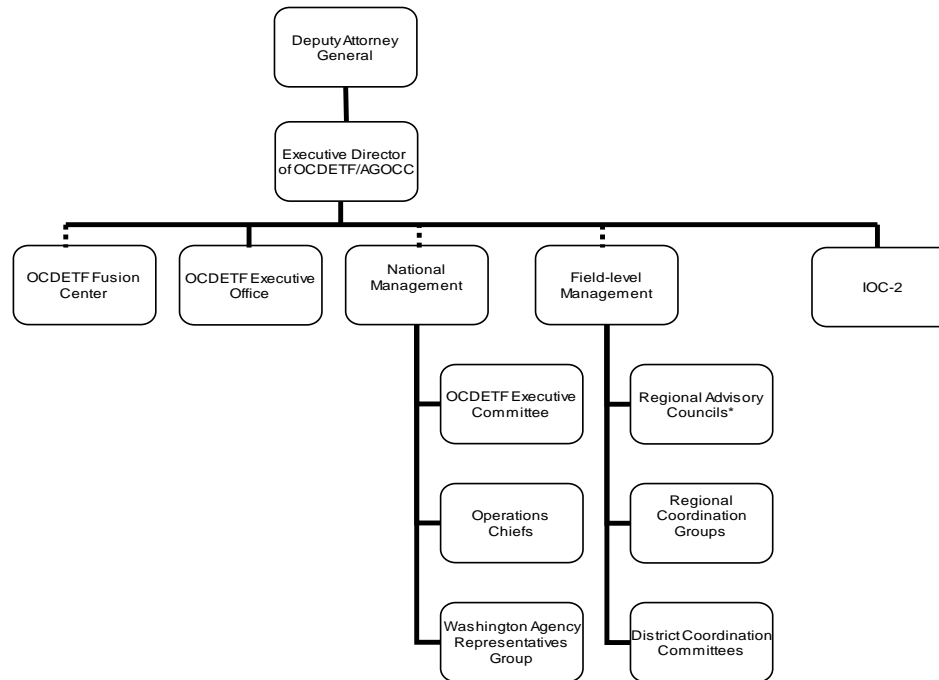 Deputy Attorney
General
Executive Director
of OCDETF/AGOCC
OCDETF Fusion
Center
OCDETF Executive
Office
National
Management
Field-level
Management
IOC-2
OCDETF Executive
Committee
Regional Advisory
Councils*
Operations
Chiefs
Regional
Coordination
Groups
Washington Agency
Representatives
Group
District Coordination
Committees